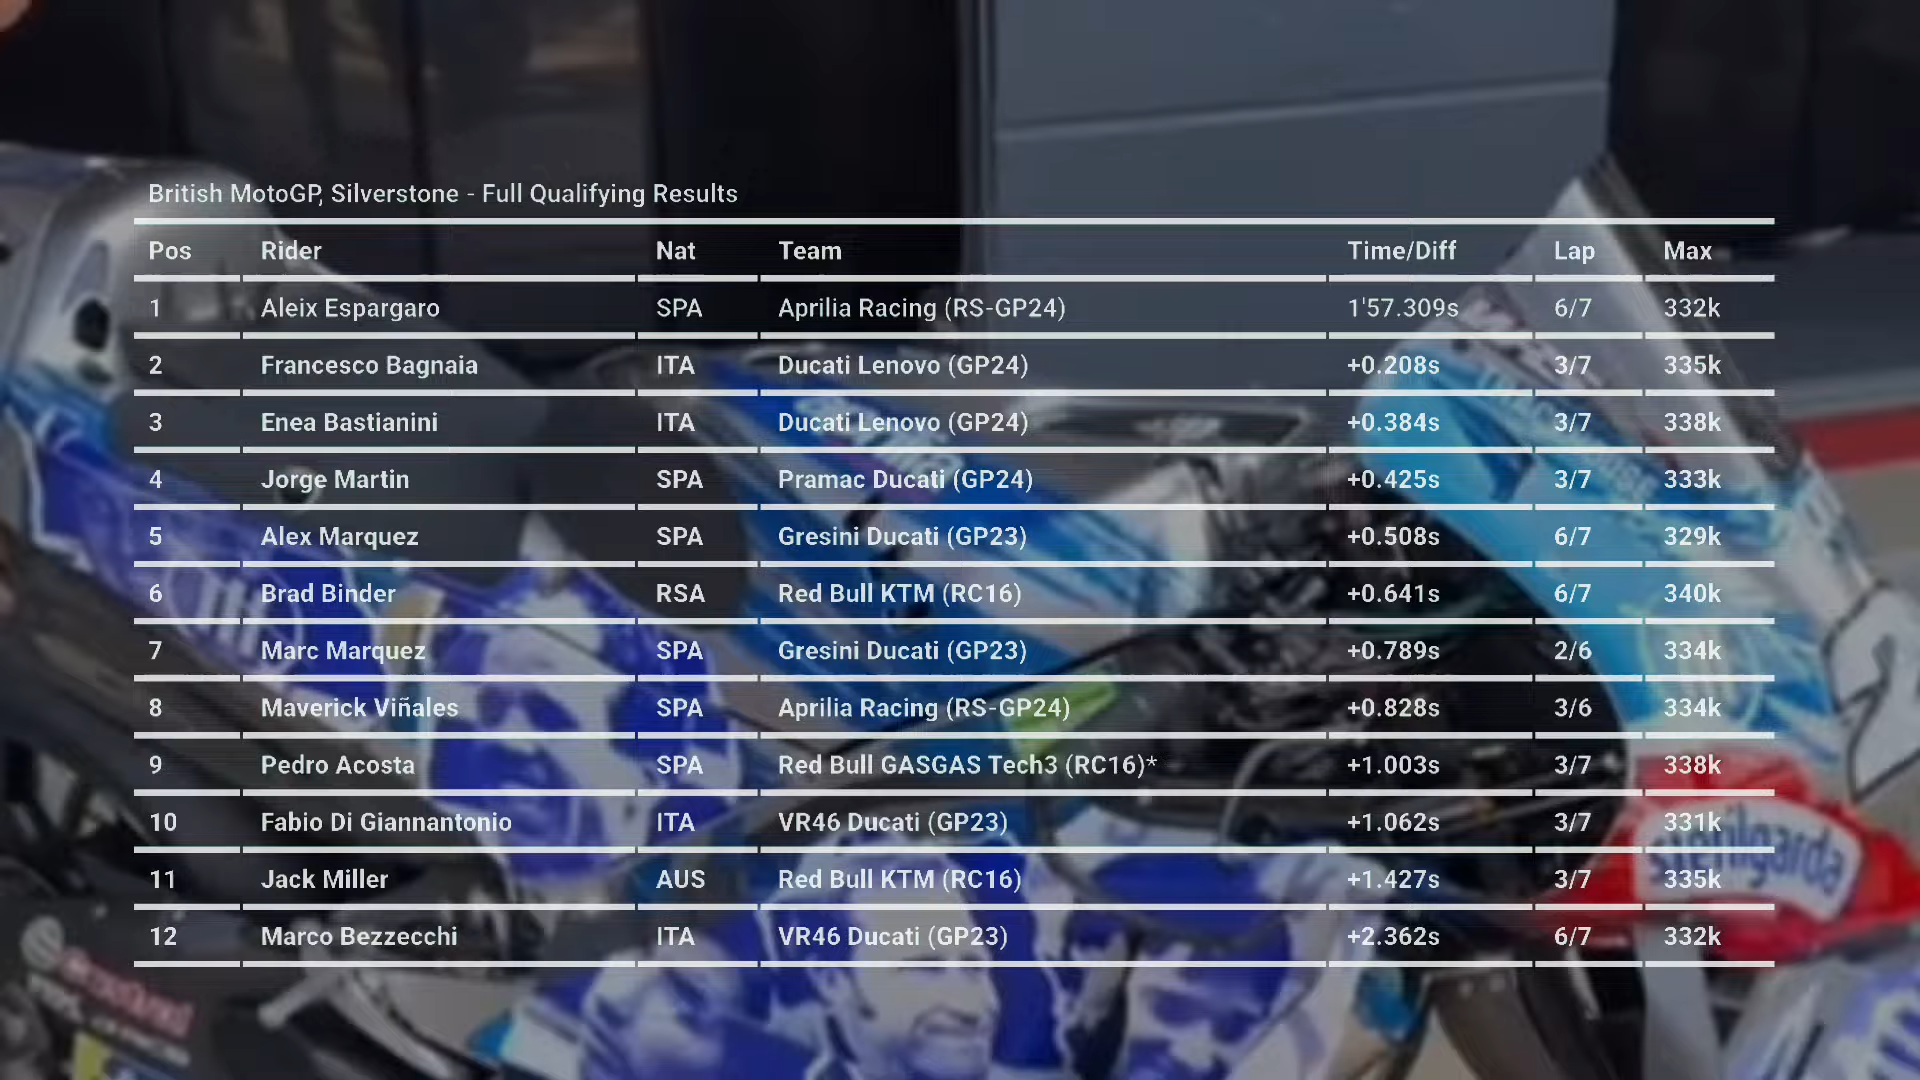 British MotoGP, Silverstone - Full Qualifying Results
Pos Rider Nat Team Time/Diff Lap Max
1 Aleix Espargaro SPA Aprilia Racing (RS-GP24) 1'57.309s 6/7 332k
2 Francesco Bagnaia ITA Ducati Lenovo (GP24) +0.208s 3/7 335k
3 Enea Bastianini ITA Ducati Lenovo (GP24) +0.384s 3/7 338k
4 Jorge Martin SPA Pramac Ducati (GP24) +0.425s 3/7 333k
5 Alex Marquez SPA Gresini Ducati (GP23) +0.508s 6/7 329k
6 Brad Binder RSA Red Bull KTM (RC16) +0.641s 6/7 340k
7 Marc Marquez SPA Gresini Ducati (GP23) +0.789s 2/6 334k
8 Maverick Viñales SPA Aprilia Racing (RS-GP24) +0.828s 3/6 334k
9 Pedro Acosta SPA Red Bull GASGAS Tech3 (RC16)* +1.003s 3/7 338k
10 Fabio Di Giannantonio ITA VR46 Ducati (GP23) +1.062s 3/7 331k
11 Jack Miller AUS Red Bull KTM (RC16) +1.427s 3/7 335k
12 Marco Bezzecchi ITA VR46 Ducati (GP23) +2.362s 6/7 332k